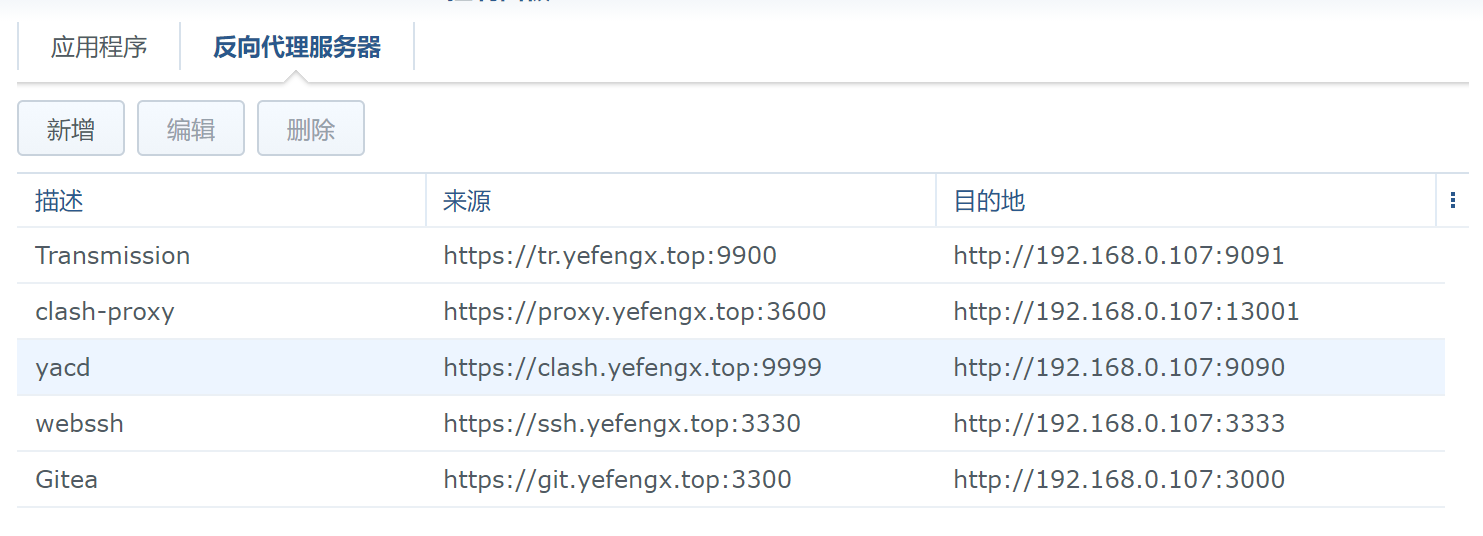 应用程序 反向代理服务器
新增 编辑 删除
描述 来源 目的地
Transmission https://tr.yefengx.top:9900 http://192.168.0.107:9091
clash-proxy https://proxy.yefengx.top:3600 http://192.168.0.107:13001
yacd https://clash.yefengx.top:9999 http://192.168.0.107:9090
webssh https://ssh.yefengx.top:3330 http://192.168.0.107:3333
Gitea https://git.yefengx.top:3300 http://192.168.0.107:3000